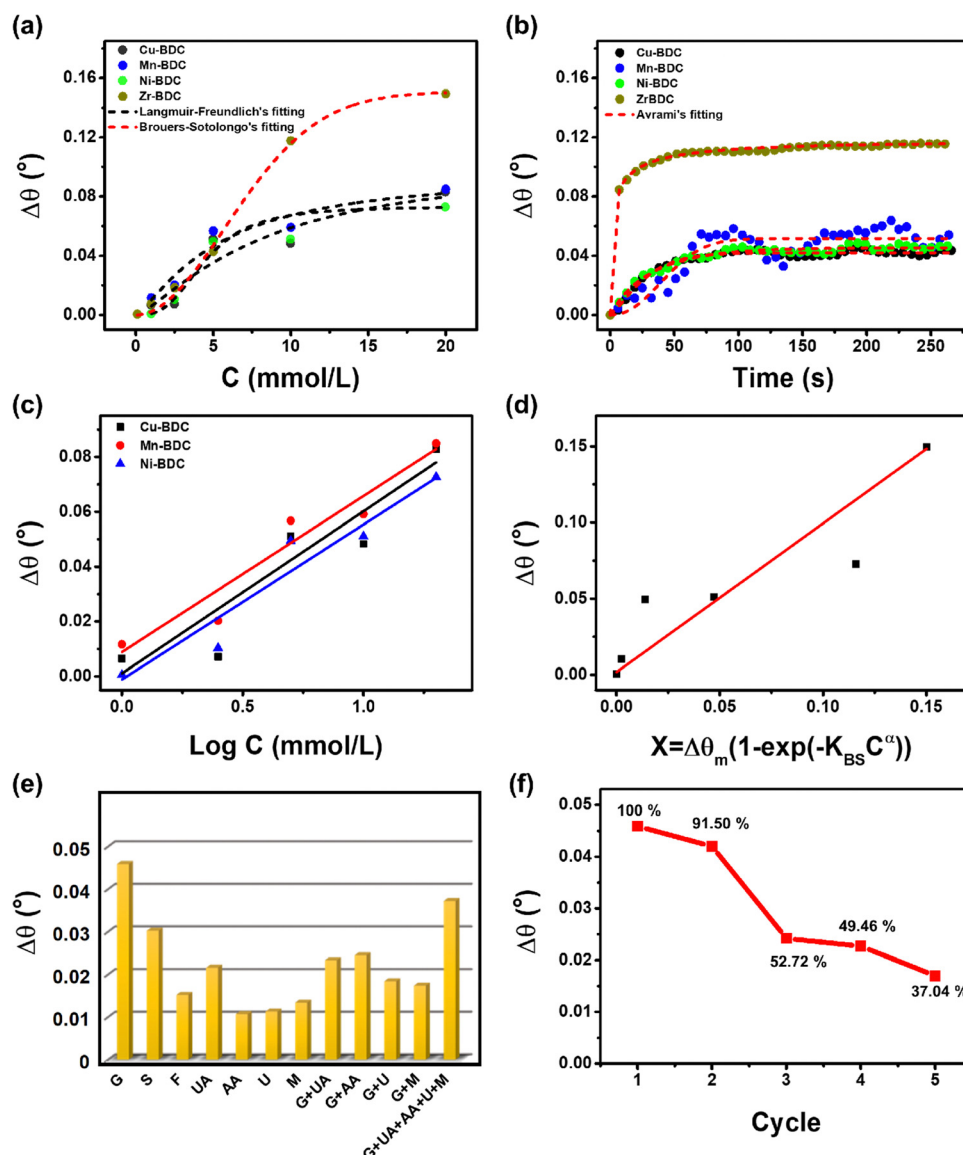 (a)
Cu-BDC
Mn-BDC
Ni-BDC
Zr-BDC
Langmuir-Freundlich's fitting
Brouers-Sotolongo's fitting
0.16
0.12
0.08
0.04
0.00
Δθ (°)
0 5 10 15 20
C (mmol/L)
(b)
Cu-BDC
Mn-BDC
Ni-BDC
ZrBDC
Avrami's fitting
0.16
0.12
0.08
0.04
0.00
Δθ (°)
0 50 100 150 200 250
Time (s)
(c)
Cu-BDC
Mn-BDC
Ni-BDC
0.08
0.06
0.04
0.02
0.00
Δθ (°)
0.0 0.5 1.0
Log C (mmol/L)
(d)
0.15
0.10
0.05
0.00
Δθ (°)
0.00 0.05 0.10 0.15
X=Δθm(1-exp(-KBSC^α))
(e)
0.05
0.04
0.03
0.02
0.01
0
Δθ (°)
G S F UA AA U M G+UA G+AA G+U G+M G+UA+AA+U+M
(f)
0.05
0.04
0.03
0.02
0.01
0.00
Δθ (°)
100 %
91.50 %
52.72 %
49.46 %
37.04 %
1 2 3 4 5
Cycle